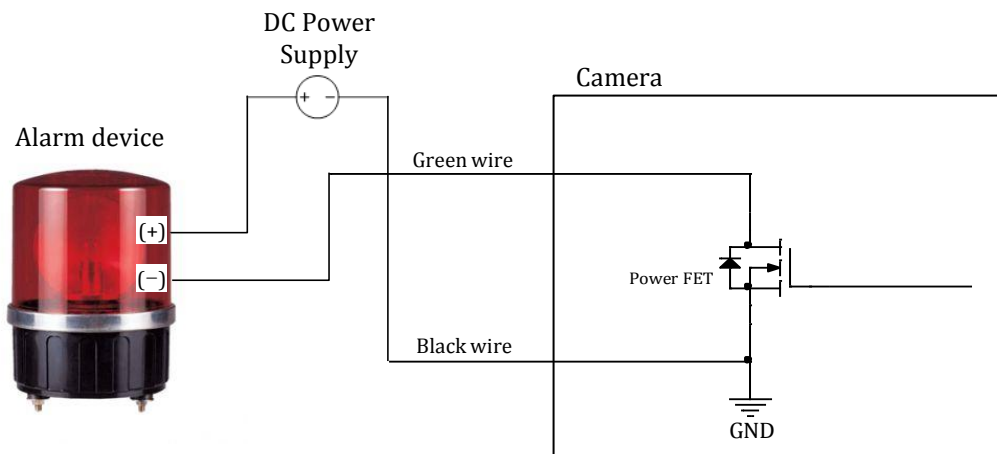 DC Power
Supply
Camera
Alarm device
+ −
Green wire
(+)
(−)
Power FET
Black wire
GND